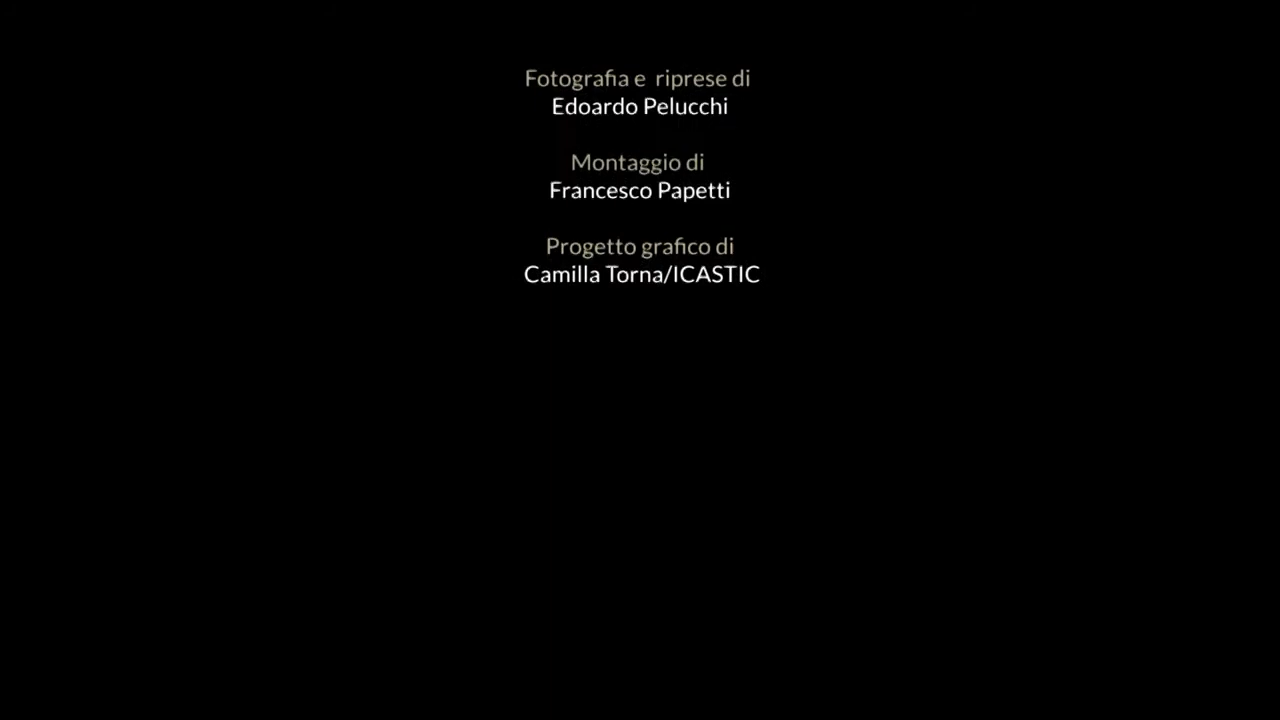 Fotografia e  riprese di
Edoardo Pelucchi
Montaggio di
Francesco Papetti
Progetto grafico di
Camilla Torna/ICASTIC